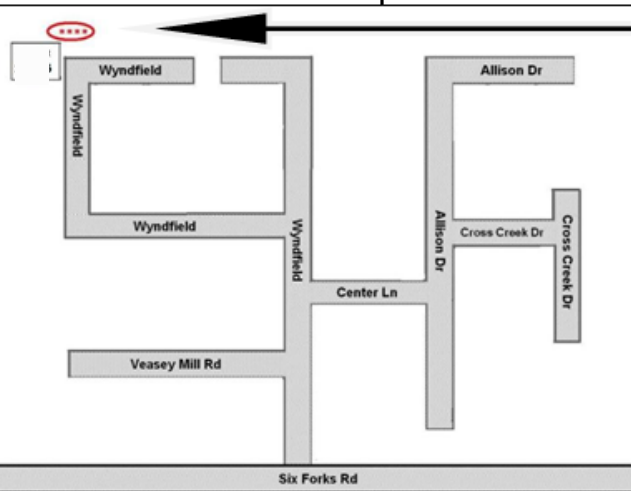 ****
Wyndfield
Allison Dr
Wyndfield
Wyndfield
Wyndfield
Allison Dr
Cross Creek Dr
Cross Creek Dr
Center Ln
Veasey Mill Rd
Six Forks Rd